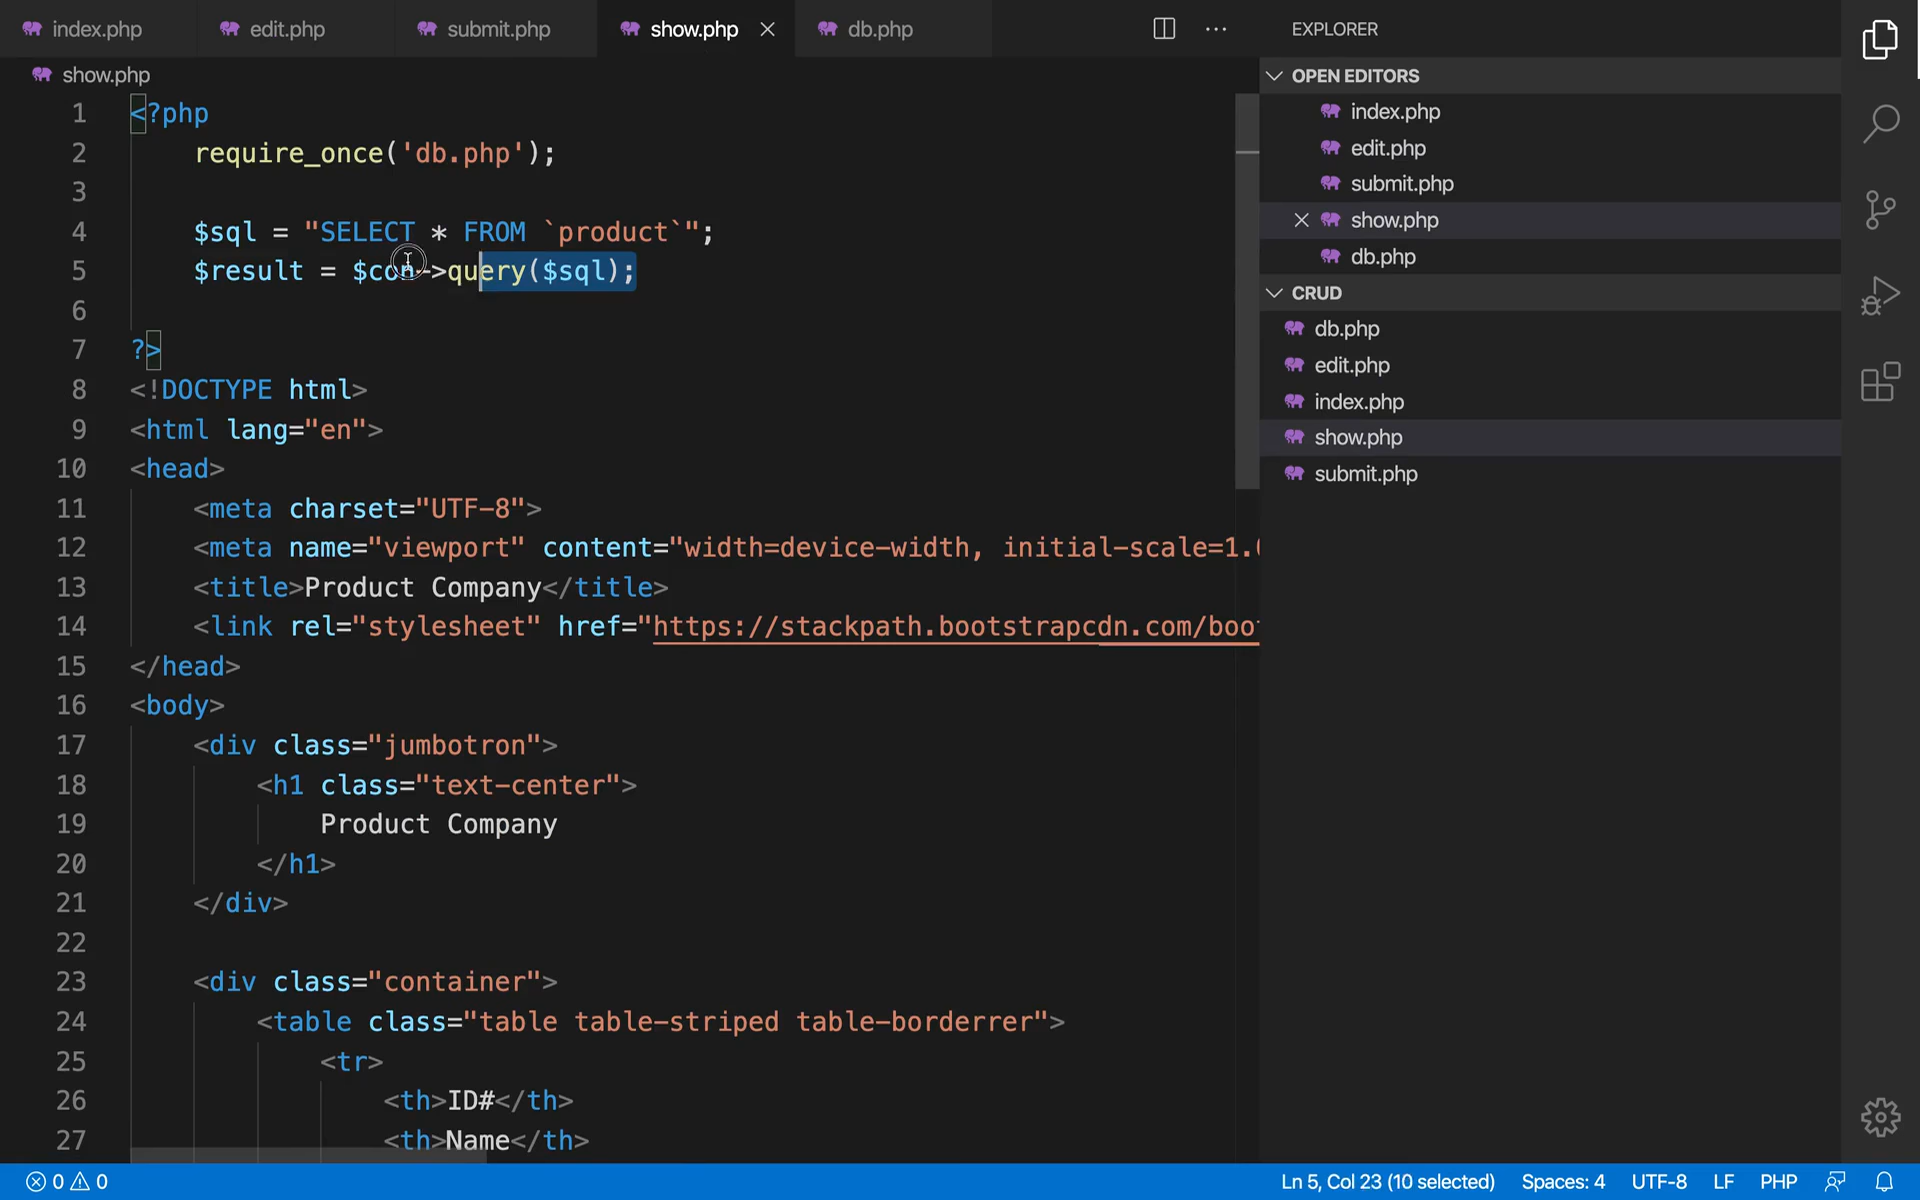 index.php edit.php submit.php show.php db.php EXPLORER
show.php
1 <?php
2 require_once('db.php');
3
4 $sql = "SELECT * FROM `product`";
5 $result = $con->query($sql);
6
7 ?>
8 <!DOCTYPE html>
9 <html lang="en">
10 <head>
11 <meta charset="UTF-8">
12 <meta name="viewport" content="width=device-width, initial-scale=1.0
13 <title>Product Company</title>
14 <link rel="stylesheet" href="https://stackpath.bootstrapcdn.com/boot
15 </head>
16 <body>
17 <div class="jumbotron">
18 <h1 class="text-center">
19 Product Company
20 </h1>
21 </div>
22
23 <div class="container">
24 <table class="table table-striped table-borderrer">
25 <tr>
26 <th>ID#</th>
27 <th>Name</th>
OPEN EDITORS
index.php
edit.php
submit.php
show.php
db.php
CRUD
db.php
edit.php
index.php
show.php
submit.php
0 0 Ln 5, Col 23 (10 selected) Spaces: 4 UTF-8 LF PHP